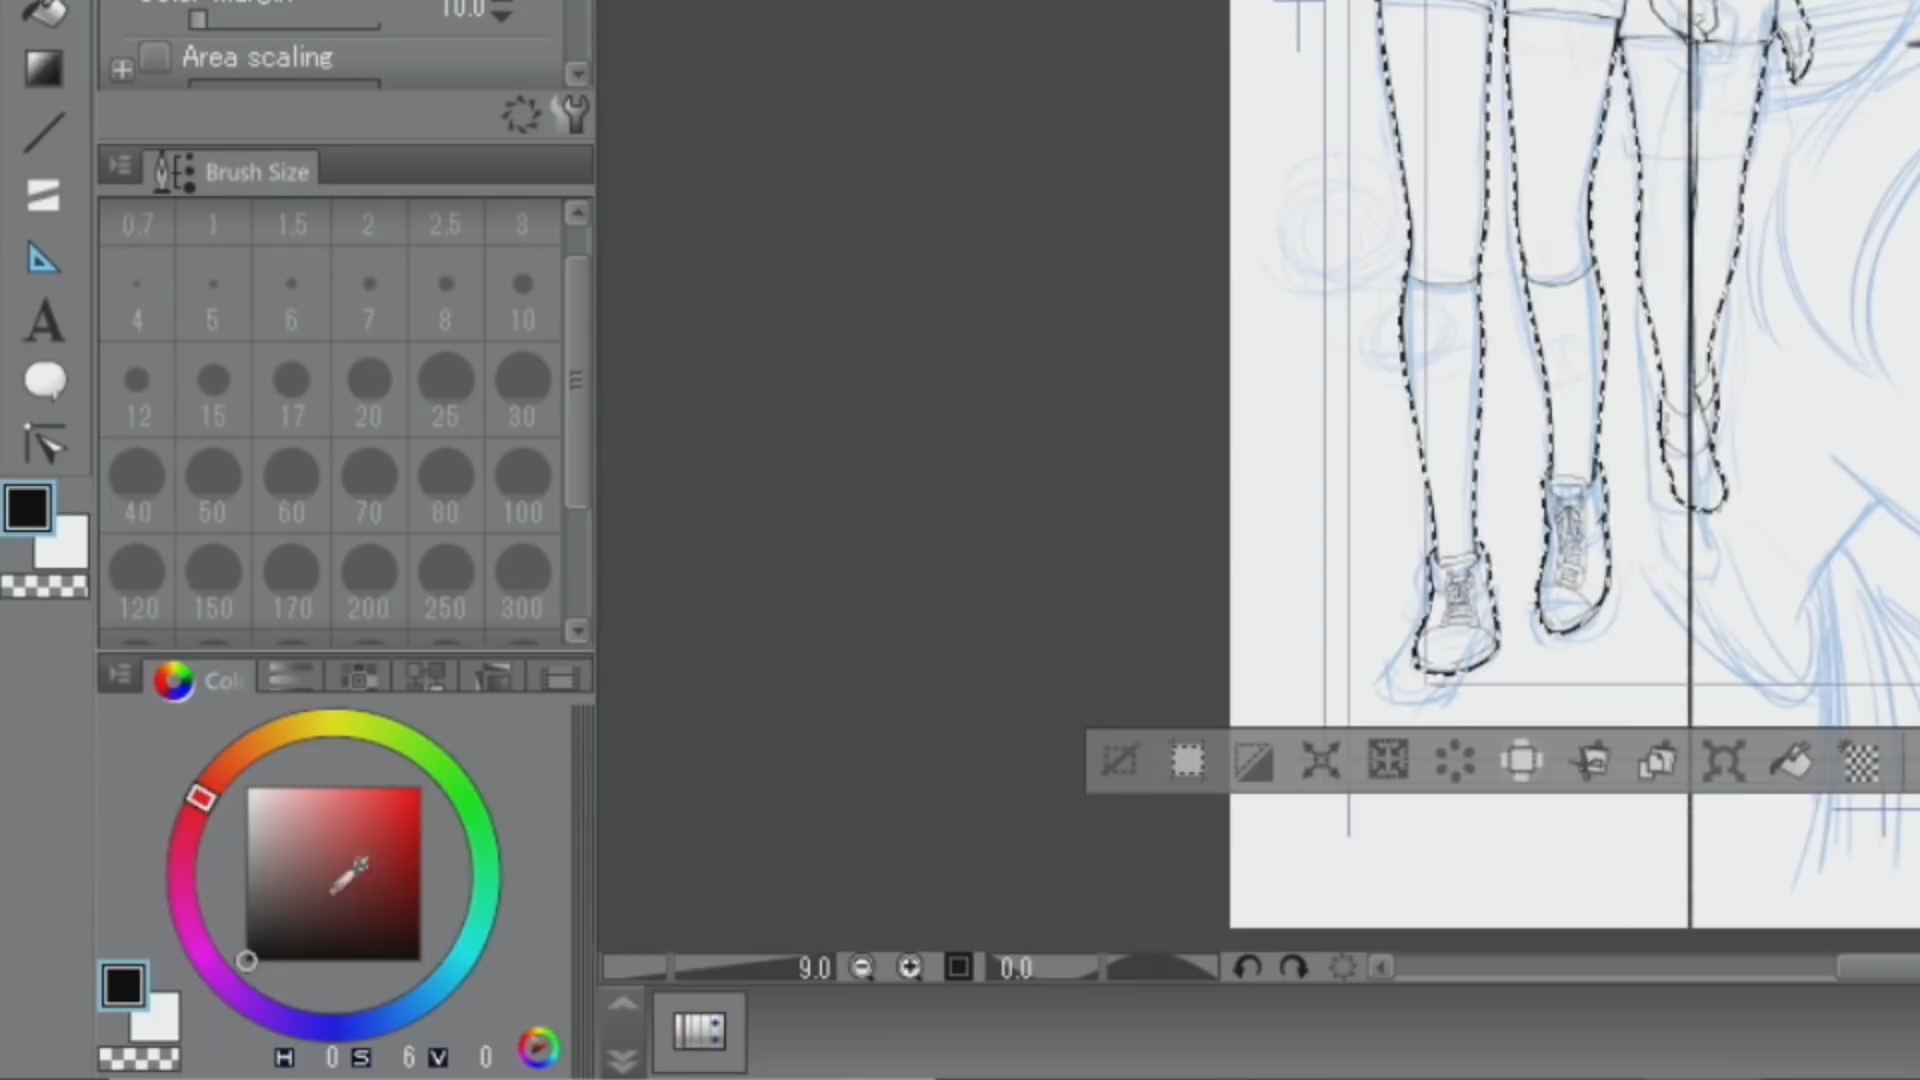 10.0
Area scaling
Brush Size
0.7 1 1.5 2 2.5 3
4 5 6 7 8 10
12 15 17 20 25 30
40 50 60 70 80 100
120 150 170 200 250 300
A
9.0 0.0
H 0 S 6 V 0